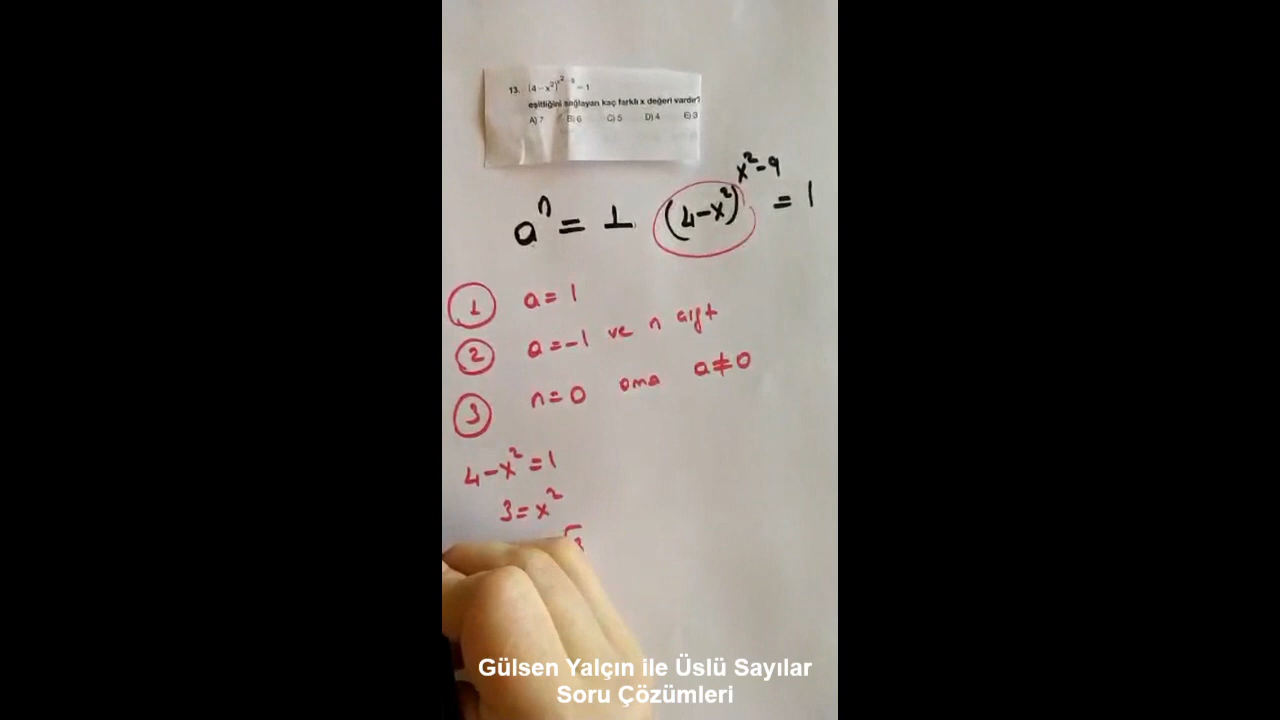 13. (4-x²)^x²-9 = 1
eşitliğini sağlayan kaç farklı x değeri vardır?
A) 7 B) 6 C) 5 D) 4 E) 3
aⁿ = 1 (4-x²)^x²-9 = 1
1 a = 1
2 a = -1 ve n çift
3 n = 0 ama a ≠ 0
4-x² = 1
3 = x²
√3
Gülsen Yalçın ile Üslü Sayılar
Soru Çözümleri